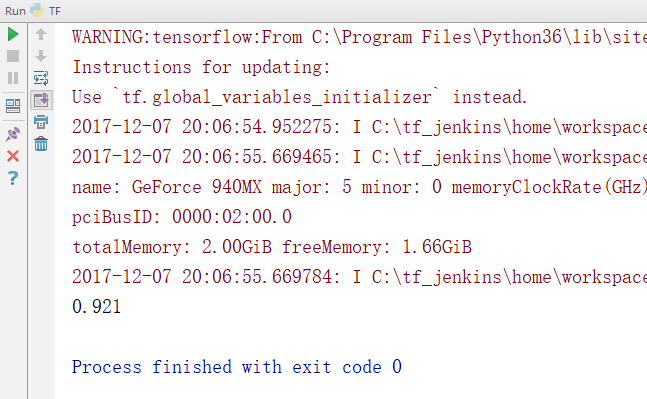 Run TF
WARNING:tensorflow:From C:\Program Files\Python36\lib\site
Instructions for updating:
Use `tf.global_variables_initializer` instead.
2017-12-07 20:06:54.952275: I C:\tf_jenkins\home\workspace
2017-12-07 20:06:55.669465: I C:\tf_jenkins\home\workspace
name: GeForce 940MX major: 5 minor: 0 memoryClockRate(GHz)
pciBusID: 0000:02:00.0
totalMemory: 2.00GiB freeMemory: 1.66GiB
2017-12-07 20:06:55.669784: I C:\tf_jenkins\home\workspace
0.921
Process finished with exit code 0